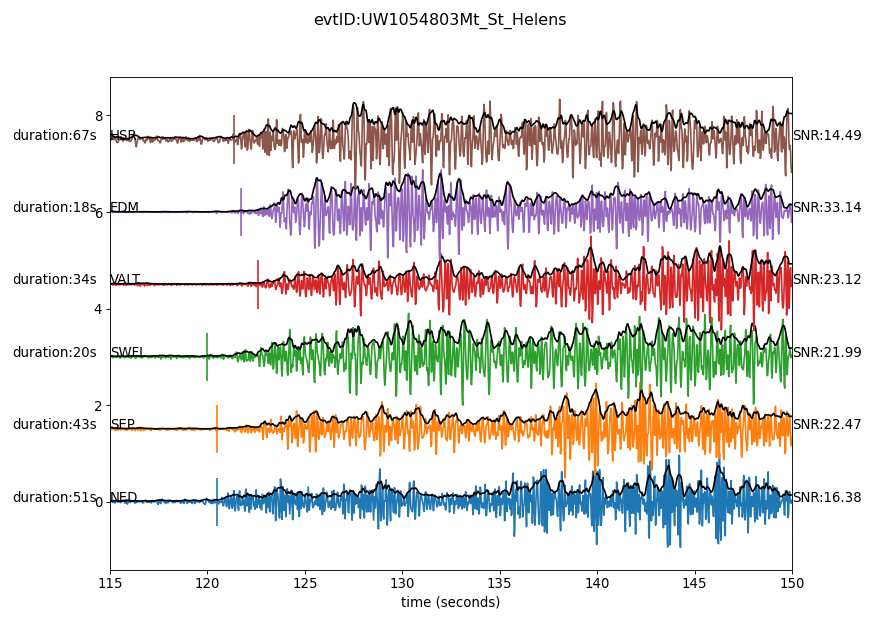 evtID:UW1054803Mt_St_Helens
8
duration:67s HSR SNR:14.49
duration:18s EDM SNR:33.14
6
duration:34s VALT SNR:23.12
4
duration:20s SWFL SNR:21.99
2
duration:43s SEP SNR:22.47
duration:51s NED SNR:16.38
0
115 120 125 130 135 140 145 150
time (seconds)